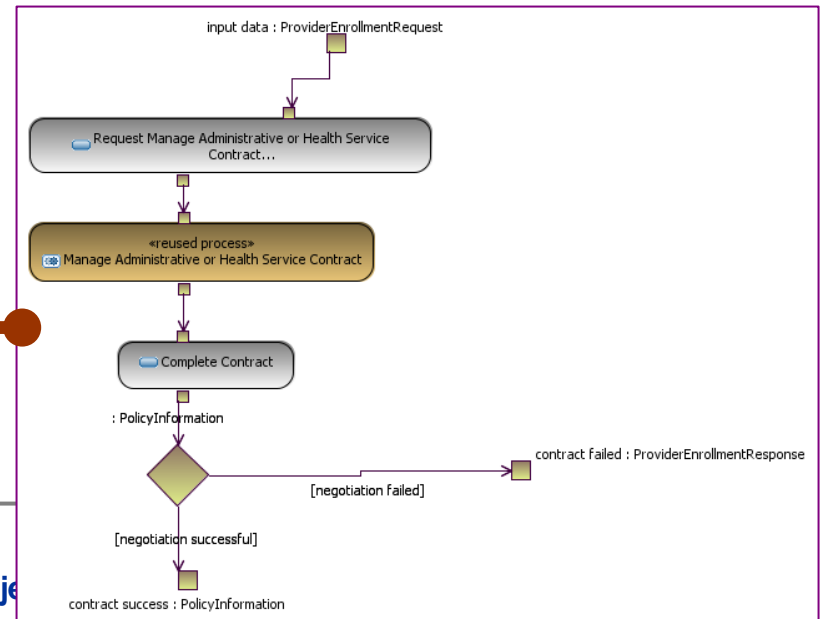 input data : ProviderEnrollmentRequest
Request Manage Administrative or Health Service
Contract...
«reused process»
Manage Administrative or Health Service Contract
Complete Contract
: PolicyInformation
contract failed : ProviderEnrollmentResponse
[negotiation failed]
[negotiation successful]
je
contract success : PolicyInformation